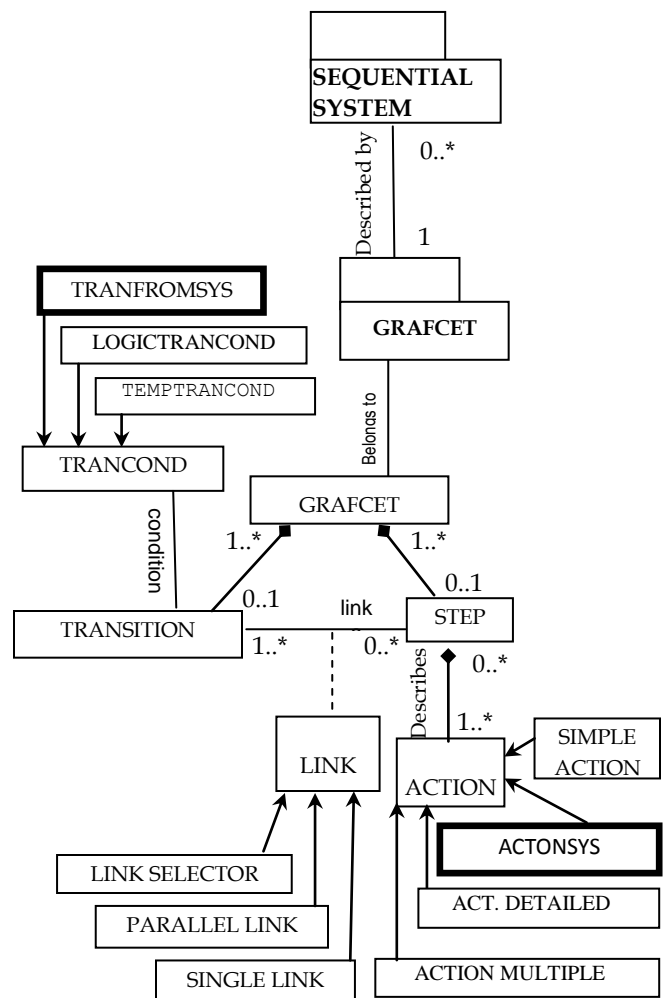 SEQUENTIAL
SYSTEM
Described by
0..*
1
GRAFCET
TRANFROMSYS
LOGICTRANCOND
TEMPTRANCOND
TRANCOND
Belonas to
GRAFCET
condition
1..*
1..*
0..1
0..1
TRANSITION
link
STEP
1..*
0..*
Describes
0..*
1..*
LINK
ACTION
SIMPLE
ACTION
ACTONSYS
LINK SELECTOR
ACT. DETAILED
PARALLEL LINK
SINGLE LINK
ACTION MULTIPLE